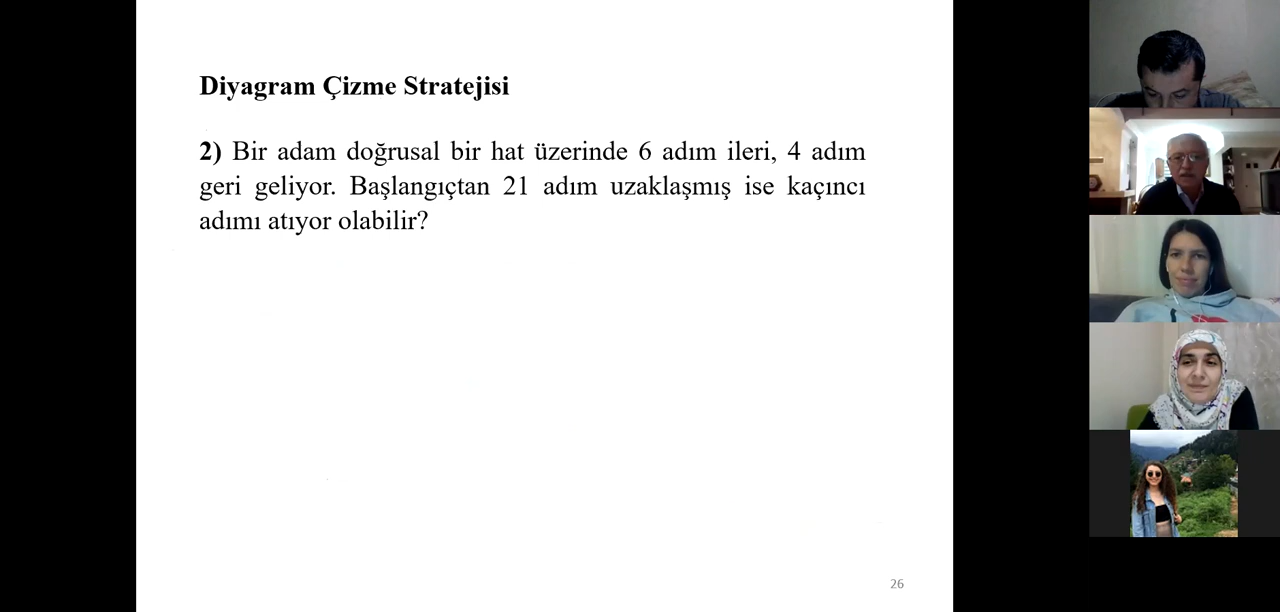 Diyagram Çizme Stratejisi
2) Bir adam doğrusal bir hat üzerinde 6 adım ileri, 4 adım
geri geliyor. Başlangıçtan 21 adım uzaklaşmış ise kaçıncı
adımı atıyor olabilir?
26